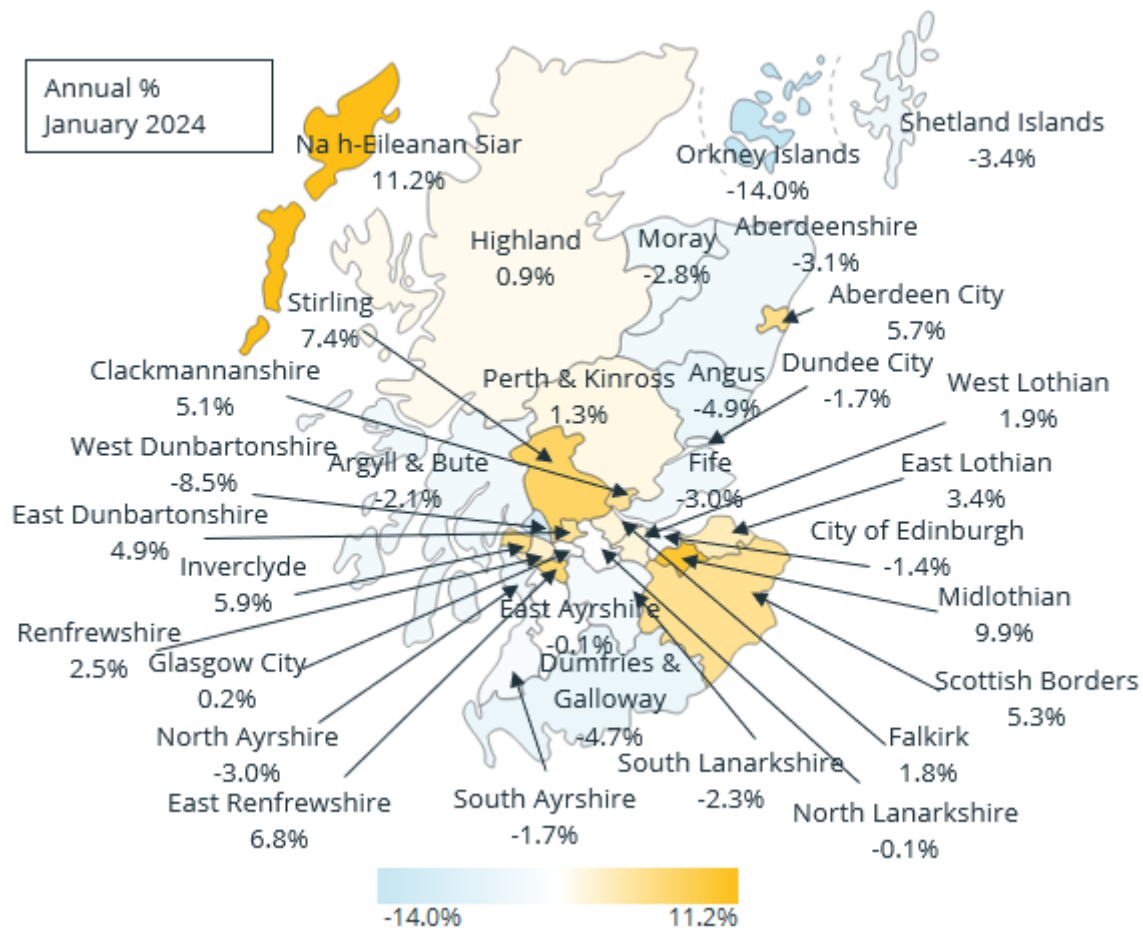 Annual %
January 2024
Na h-Eileanan Siar
11.2%
Shetland Islands
-3.4%
Orkney Islands
-14.0%
Highland
0.9%
Moray
-2.8%
Aberdeenshire
-3.1%
Aberdeen City
5.7%
Stirling
7.4%
Clackmannanshire
5.1%
Perth & Kinross
1.3%
Angus
-4.9%
Dundee City
-1.7%
West Lothian
1.9%
West Dunbartonshire
-8.5%
Argyll & Bute
-2.1%
Fife
-3.0%
East Lothian
3.4%
East Dunbartonshire
4.9%
City of Edinburgh
-1.4%
Inverclyde
5.9%
East Ayrshire
-0.1%
Midlothian
9.9%
Renfrewshire
2.5%
Glasgow City
0.2%
Dumfries &
Galloway
-4.7%
Scottish Borders
5.3%
North Ayrshire
-3.0%
Falkirk
1.8%
South Lanarkshire
-2.3%
East Renfrewshire
6.8%
South Ayrshire
-1.7%
North Lanarkshire
-0.1%
-14.0%
11.2%